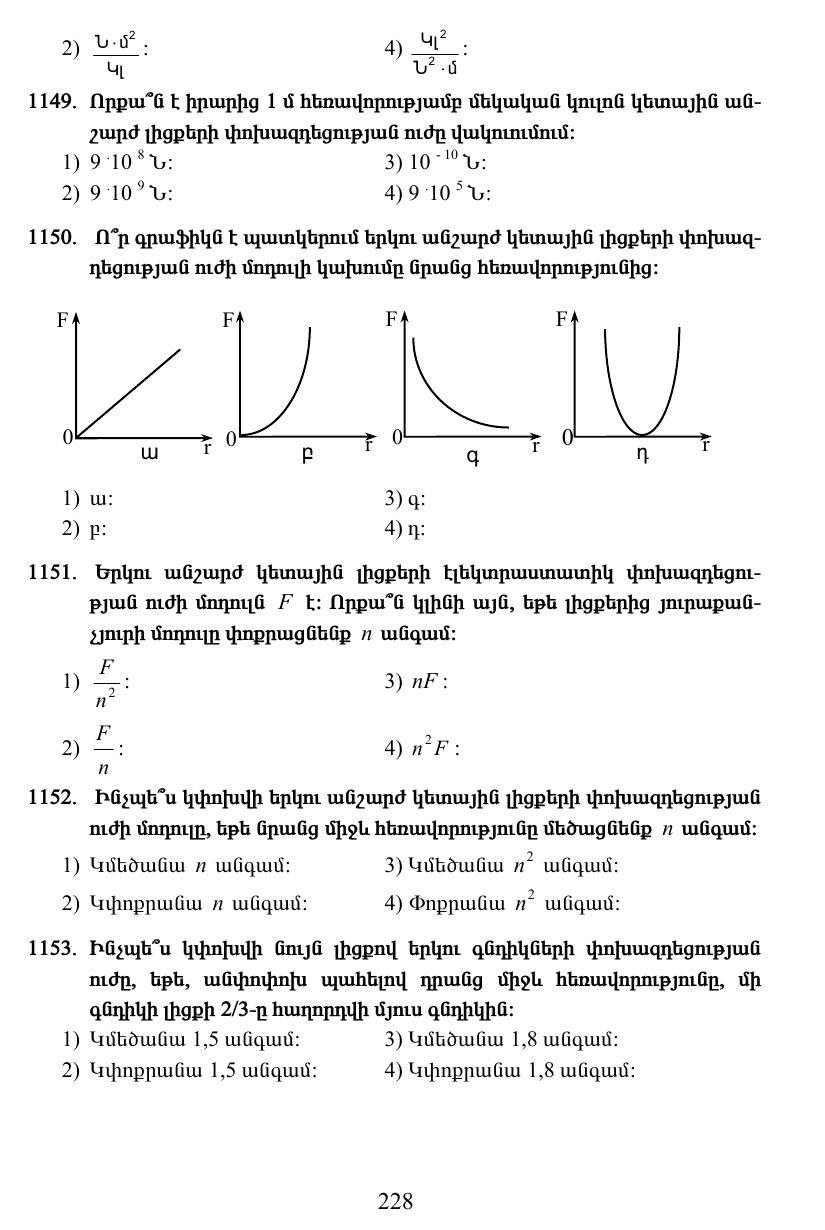 2) Ն·մ² / Կլ :    4) Կլ² / Ն²·մ :
1149. Որքա՞ն է իրարից 1 մ հեռավորությամբ մեկական կուլոն կետային ան-
շարժ լիցքերի փոխազդեցության ուժը վակուումում:
1) 9·10⁸ Ն:    3) 10⁻¹⁰ Ն:
2) 9·10⁹ Ն:    4) 9·10⁵ Ն:
1150. Ո՞ր գրաֆիկն է պատկերում երկու անշարժ կետային լիցքերի փոխազ-
դեցության ուժի մոդուլի կախումը նրանց հեռավորությունից:
F    F    F    F
0    r    0    r    0    r    0    r
ա    բ    գ    դ
1) ա:    3) գ:
2) բ:    4) դ:
1151. Երկու անշարժ կետային լիցքերի էլեկտրաստատիկ փոխազդեցու-
թյան ուժի մոդուլն F է: Որքա՞ն կլինի այն, եթե լիցքերից յուրաքան-
չյուրի մոդուլը փոքրացնենք n անգամ:
1) F / n² :    3) nF :
2) F / n :    4) n²F :
1152. Ինչպե՞ս կփոխվի երկու անշարժ կետային լիցքերի փոխազդեցության
ուժի մոդուլը, եթե նրանց միջև հեռավորությունը մեծացնենք n անգամ:
1) Կմեծանա n անգամ:    3) Կմեծանա n² անգամ:
2) Կփոքրանա n անգամ:    4) Փոքրանա n² անգամ:
1153. Ինչպե՞ս կփոխվի նույն լիցքով երկու գնդիկների փոխազդեցության
ուժը, եթե, անփոփոխ պահելով դրանց միջև հեռավորությունը, մի
գնդիկի լիցքի 2/3-ը հաղորդվի մյուս գնդիկին:
1) Կմեծանա 1,5 անգամ:    3) Կմեծանա 1,8 անգամ:
2) Կփոքրանա 1,5 անգամ:    4) Կփոքրանա 1,8 անգամ:
228